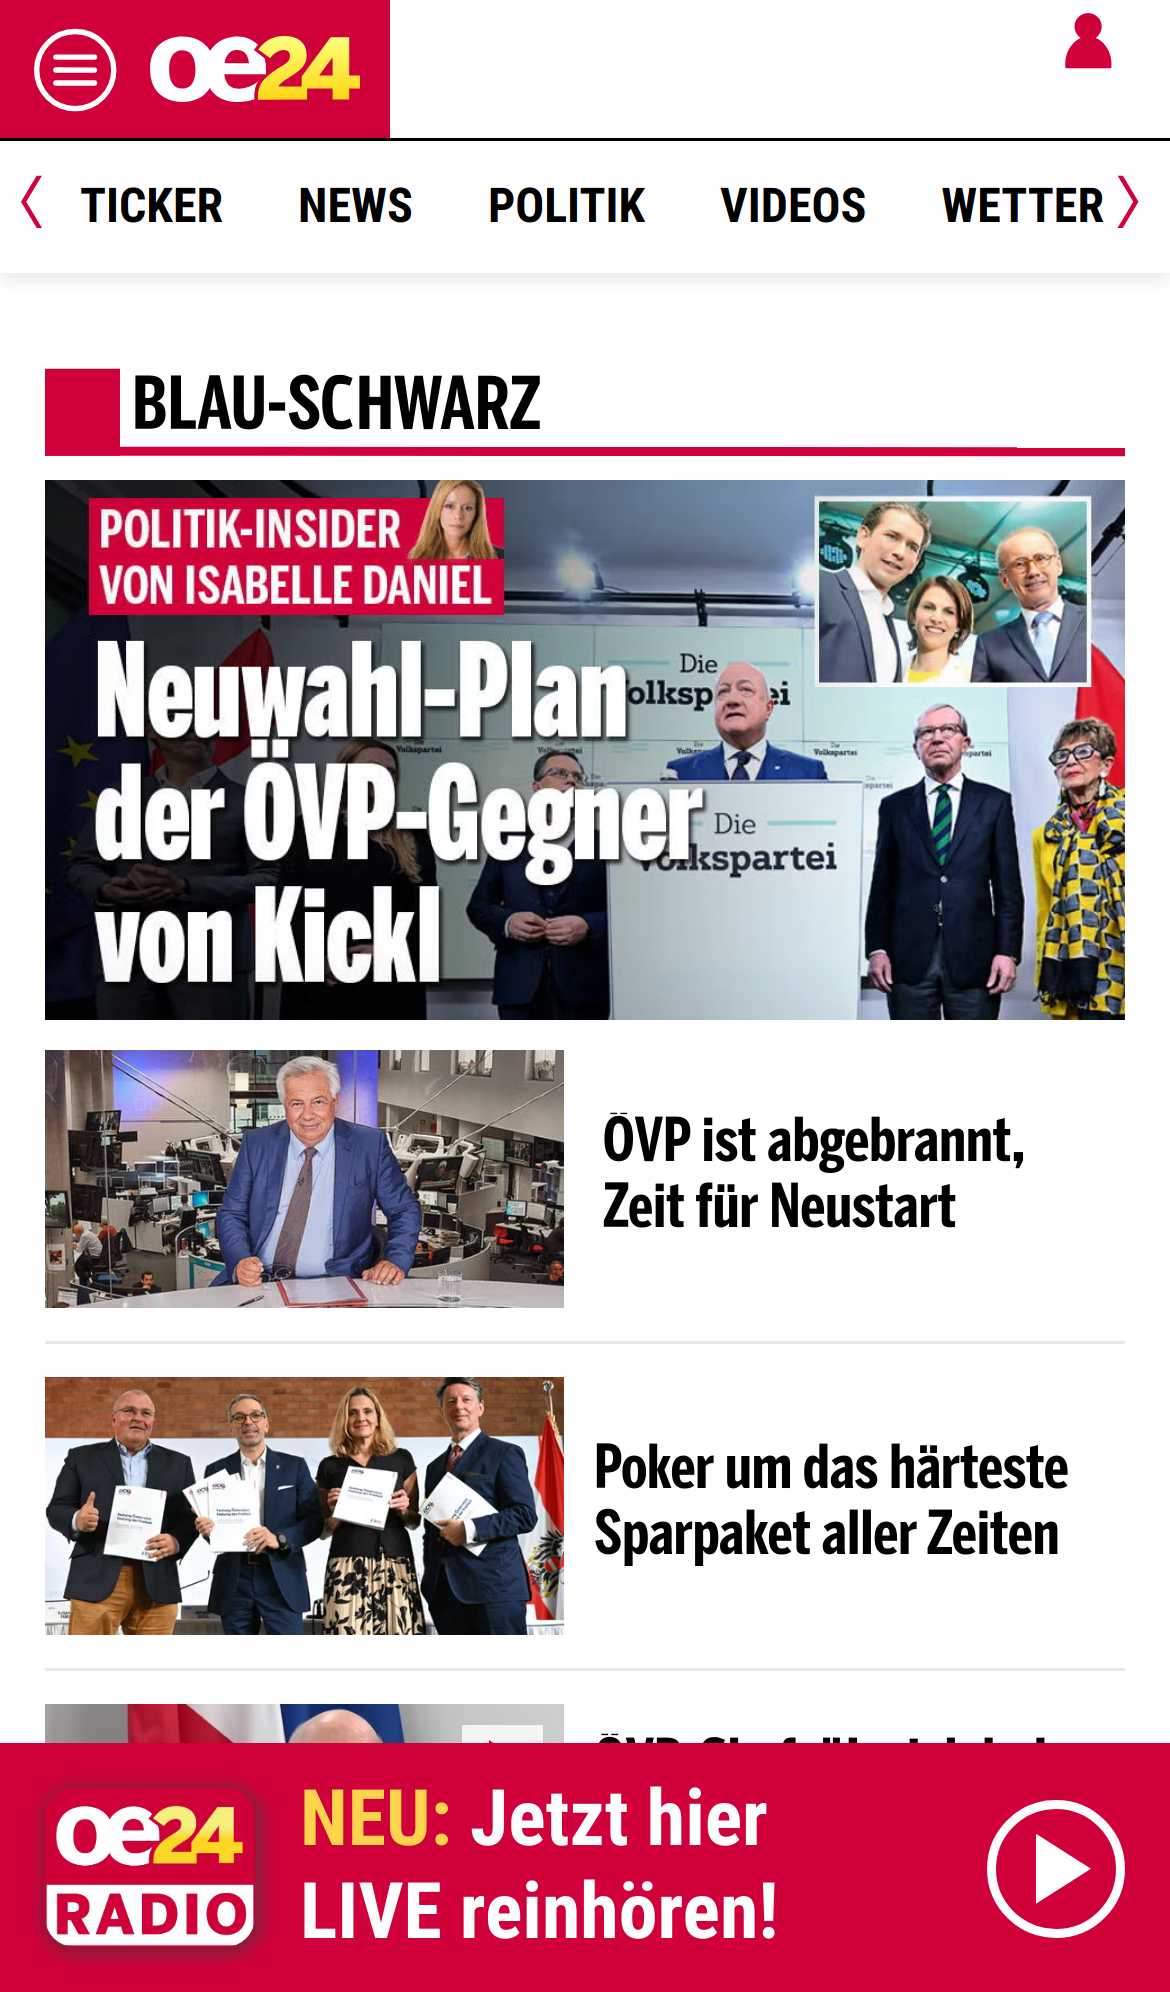 oe24
TICKER NEWS POLITIK VIDEOS WETTER
BLAU-SCHWARZ
POLITIK-INSIDER
VON ISABELLE DANIEL
Neuwahl-Plan
der ÖVP-Gegner
von Kickl
Die
Volkspartei
Volkspartei
Die
ÖVP ist abgebrannt,
Zeit für Neustart
Poker um das härteste
Sparpaket aller Zeiten
oe24
RADIO
NEU: Jetzt hier
LIVE reinhören!